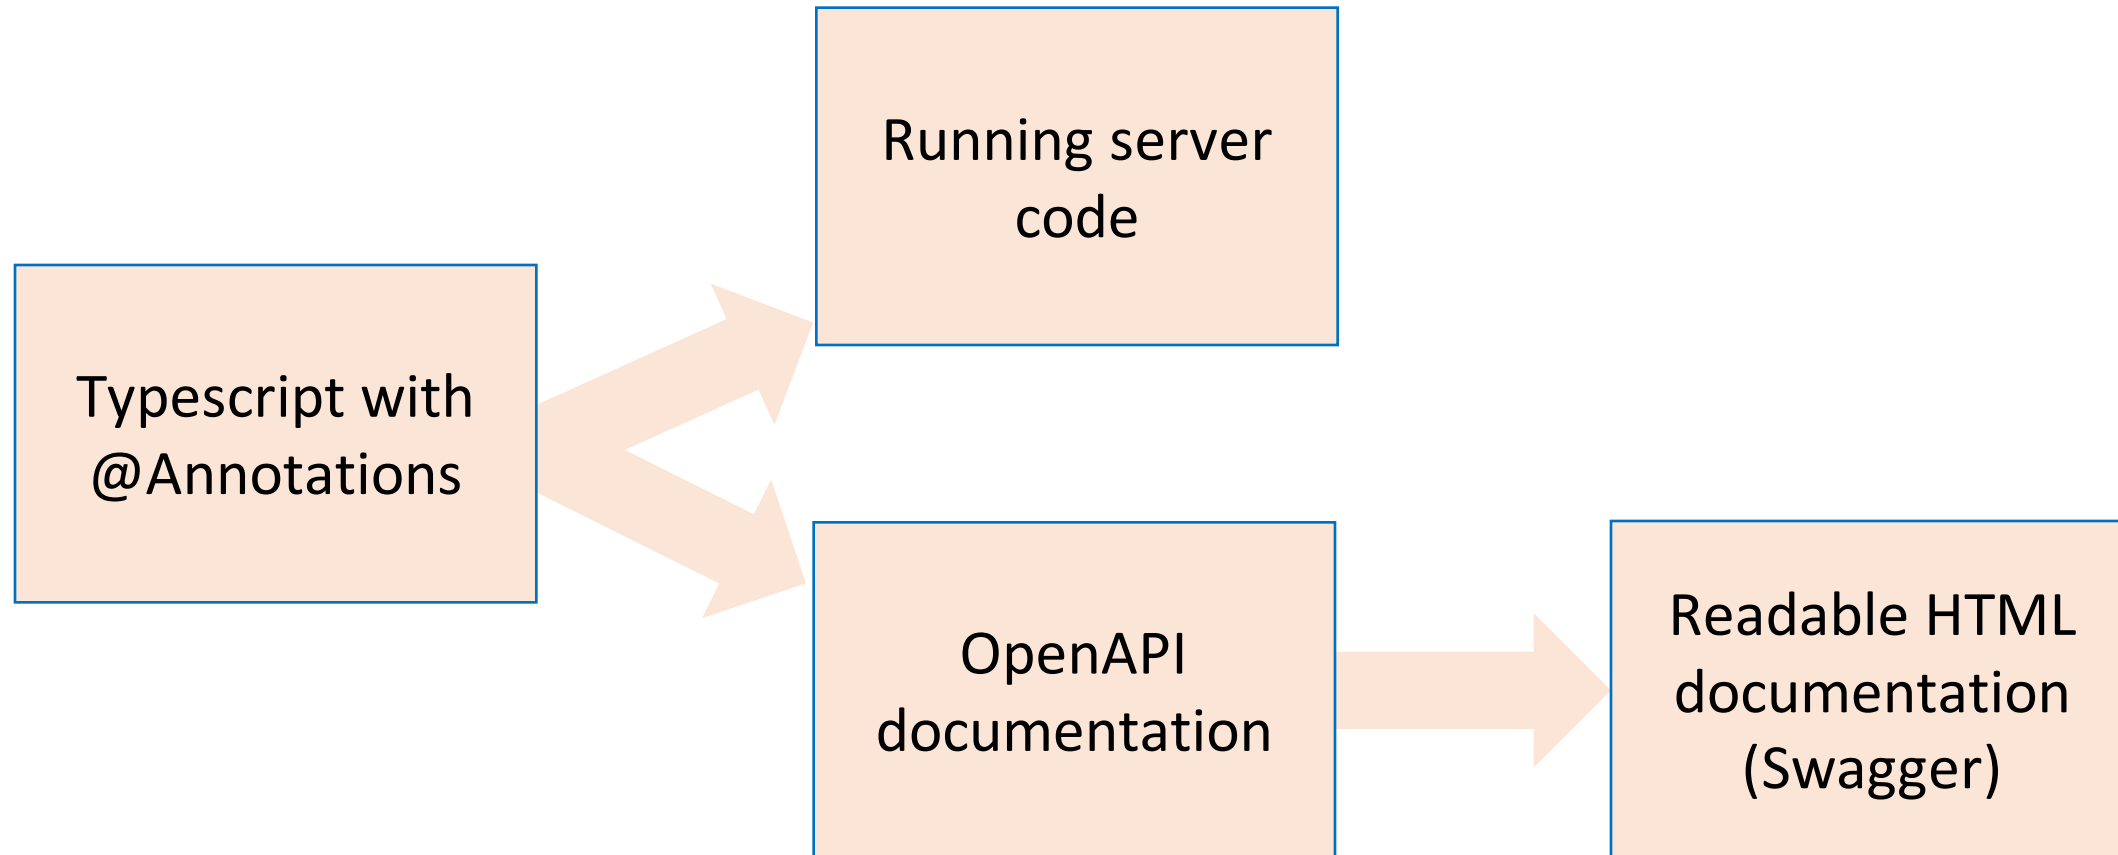 Running server
code
Typescript with
@Annotations
OpenAPI
documentation
Readable HTML
documentation
(Swagger)